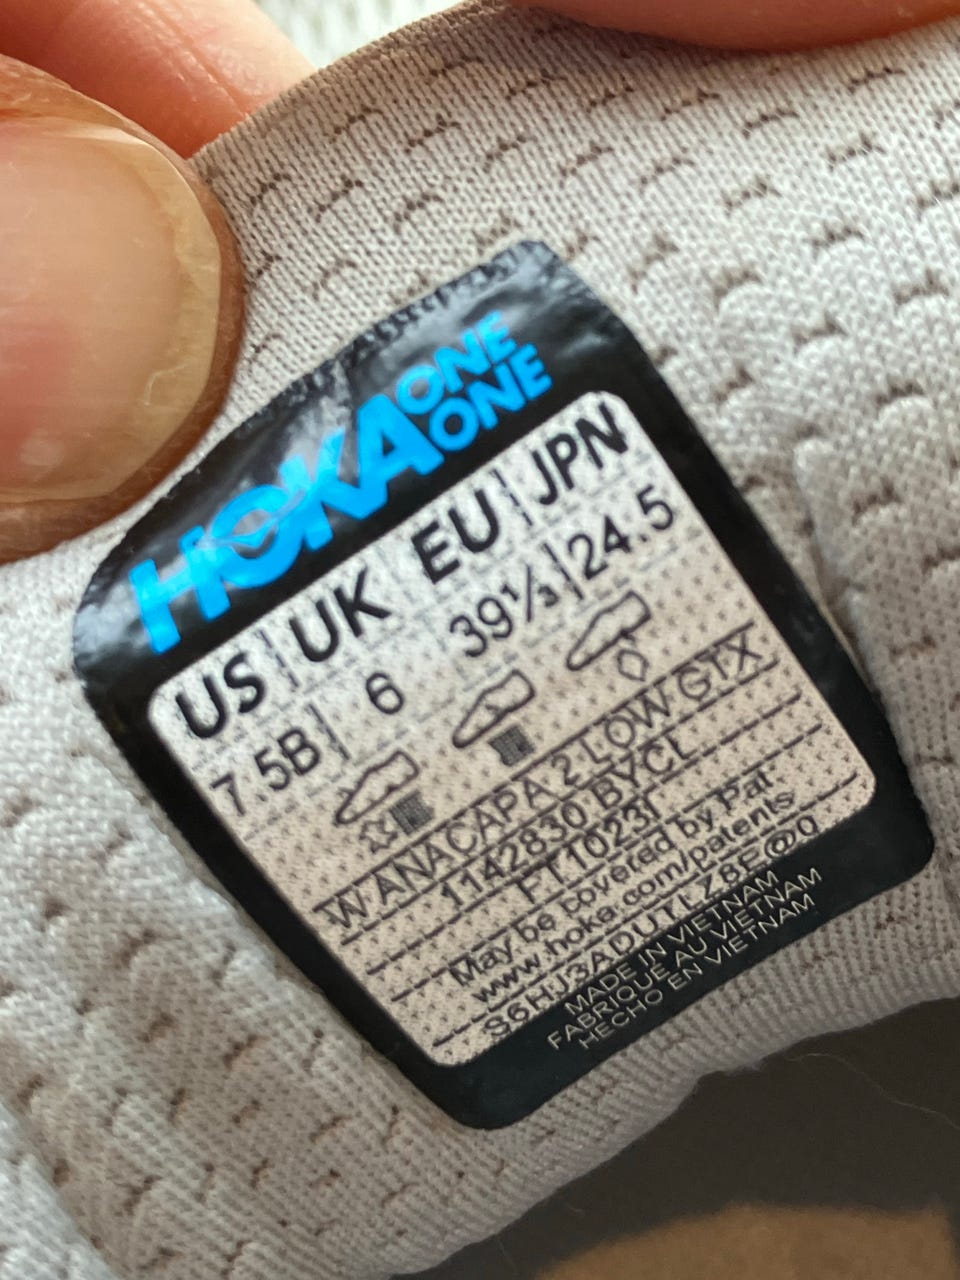 HOKA ONE ONE
US UK EU JPN
7.5B 6 39⅓ 24.5
W ANACAPA 2 LOW GTX
1142830 BYCL
FT1023I
May be covered by Pat
www.hoka.com/patents
S6HJ3ADUTLZ8E@0
MADE IN VIETNAM
FABRIQUE AU VIETNAM
HECHO EN VIETNAM